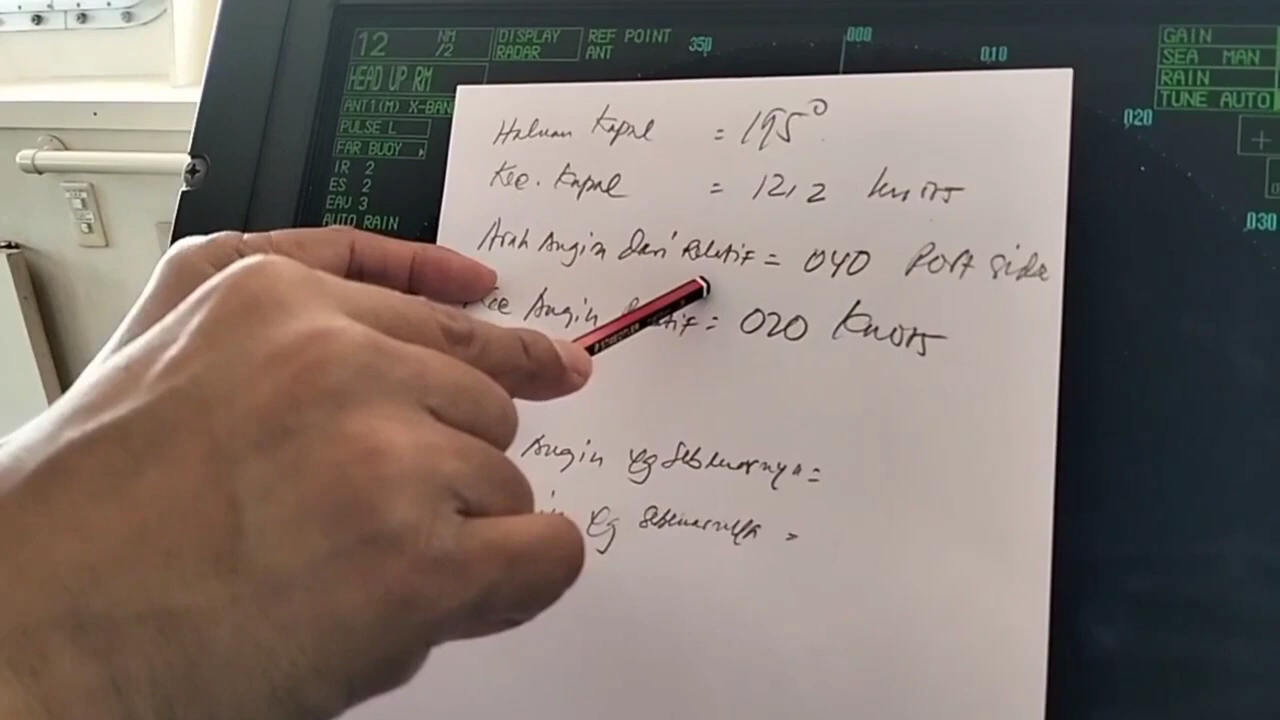 12 NM /2
DISPLAY RADAR
REF POINT ANT
350
000
010
GAIN
SEA MAN
RAIN
TUNE AUTO
HEAD UP RM
ANT1(M) X-BAN
PULSE L
FAR BUOY
IR 2
ES 2
EAV 3
AUTO RAIN
020
030
Haluan Kapal = 195°
Kec. Kapal = 12,2 knots
Arah Angin dari Relatif = 040 Port side
Kec Angin = 020 Knots
Angin yg Sebenarnya =
yg Sebenarnya =